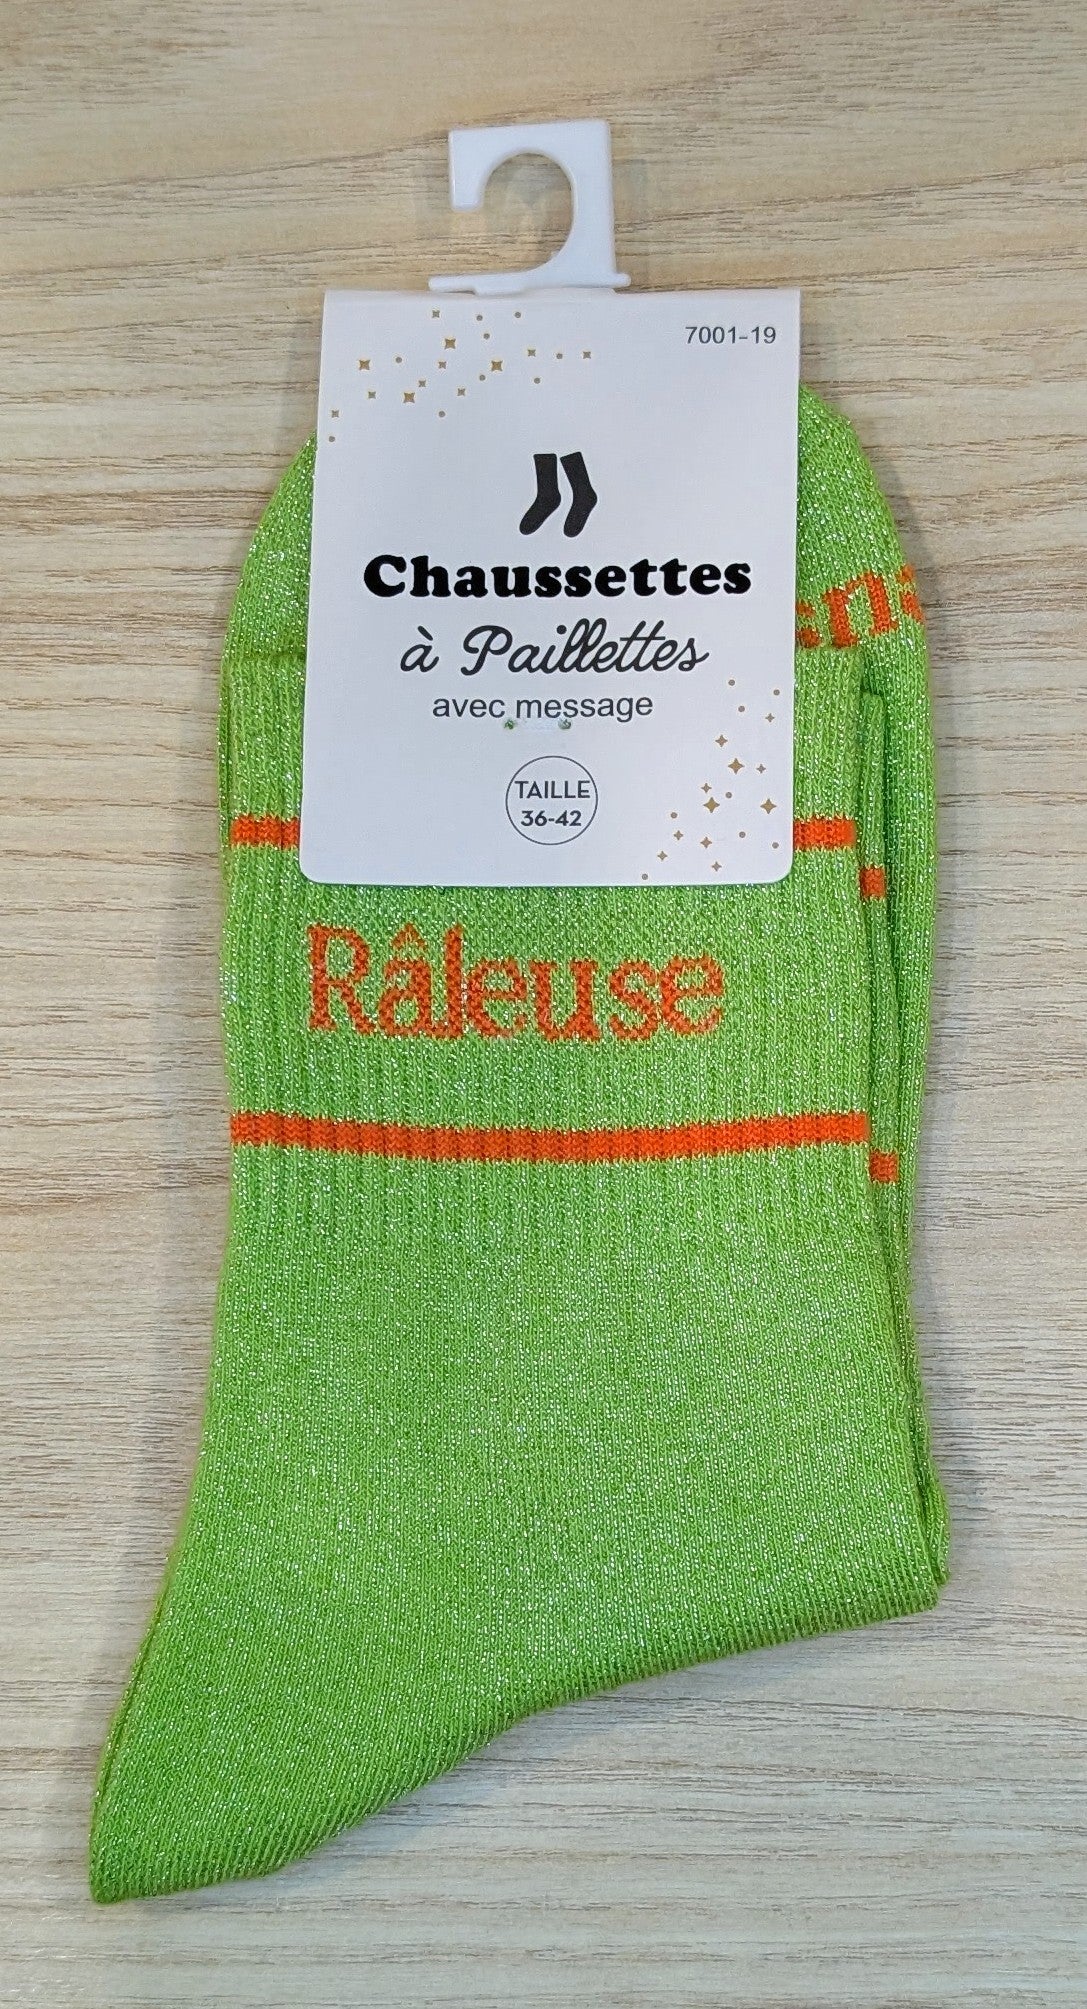 7001-19
Chaussettes
à Paillettes
avec message
TAILLE
36-42
Râleuse